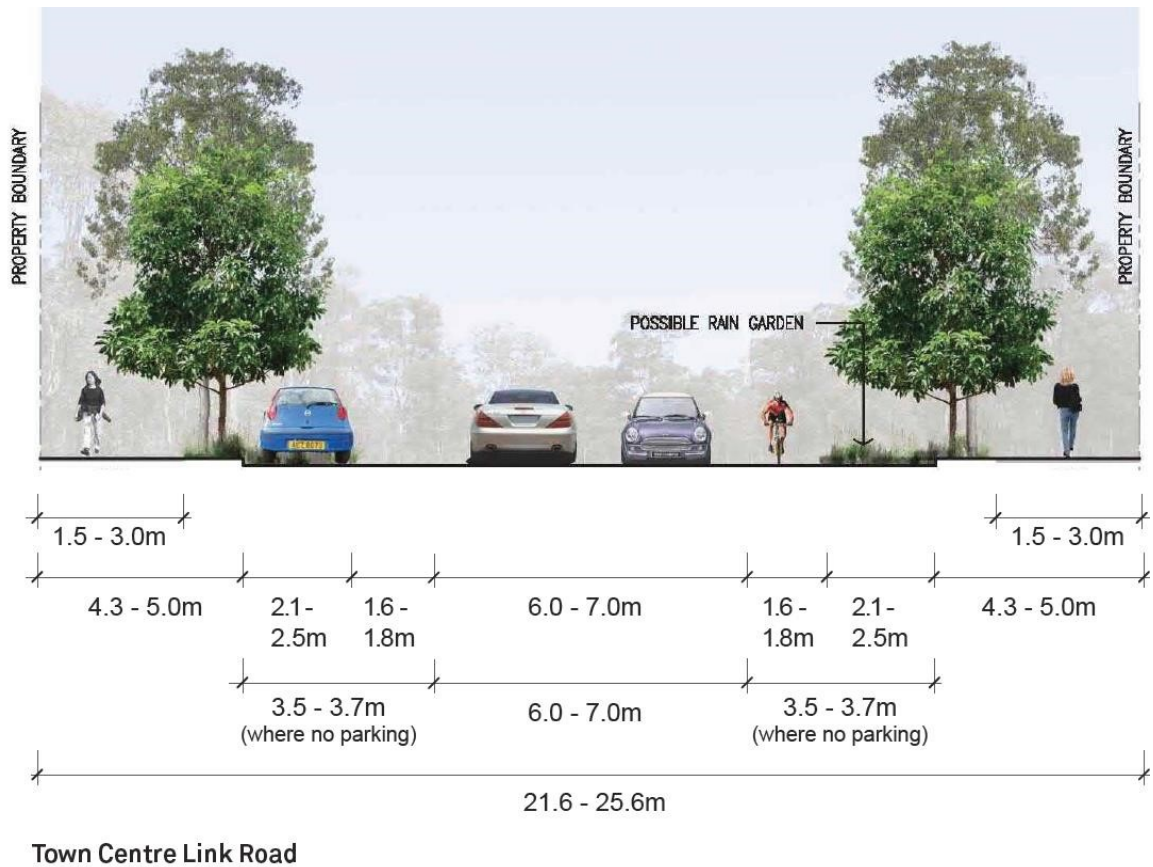 PROPERTY BOUNDARY
PROPERTY BOUNDARY
POSSIBLE RAIN GARDEN
1.5 - 3.0m
1.5 - 3.0m
4.3 - 5.0m
2.1 -
2.5m
1.6 -
1.8m
6.0 - 7.0m
1.6 -
1.8m
2.1 -
2.5m
4.3 - 5.0m
3.5 - 3.7m
(where no parking)
6.0 - 7.0m
3.5 - 3.7m
(where no parking)
21.6 - 25.6m
Town Centre Link Road